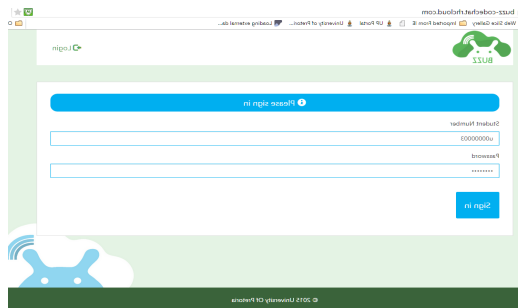 buzz-codechat.rhcloud.com
Web Slice Gallery Imported From IE UP Portal University of Pretori... Loading external da...
BUZZ
Login
Please sign in
Student Number
u00000003
Password
********
Sign in
© 2015 University Of Pretoria